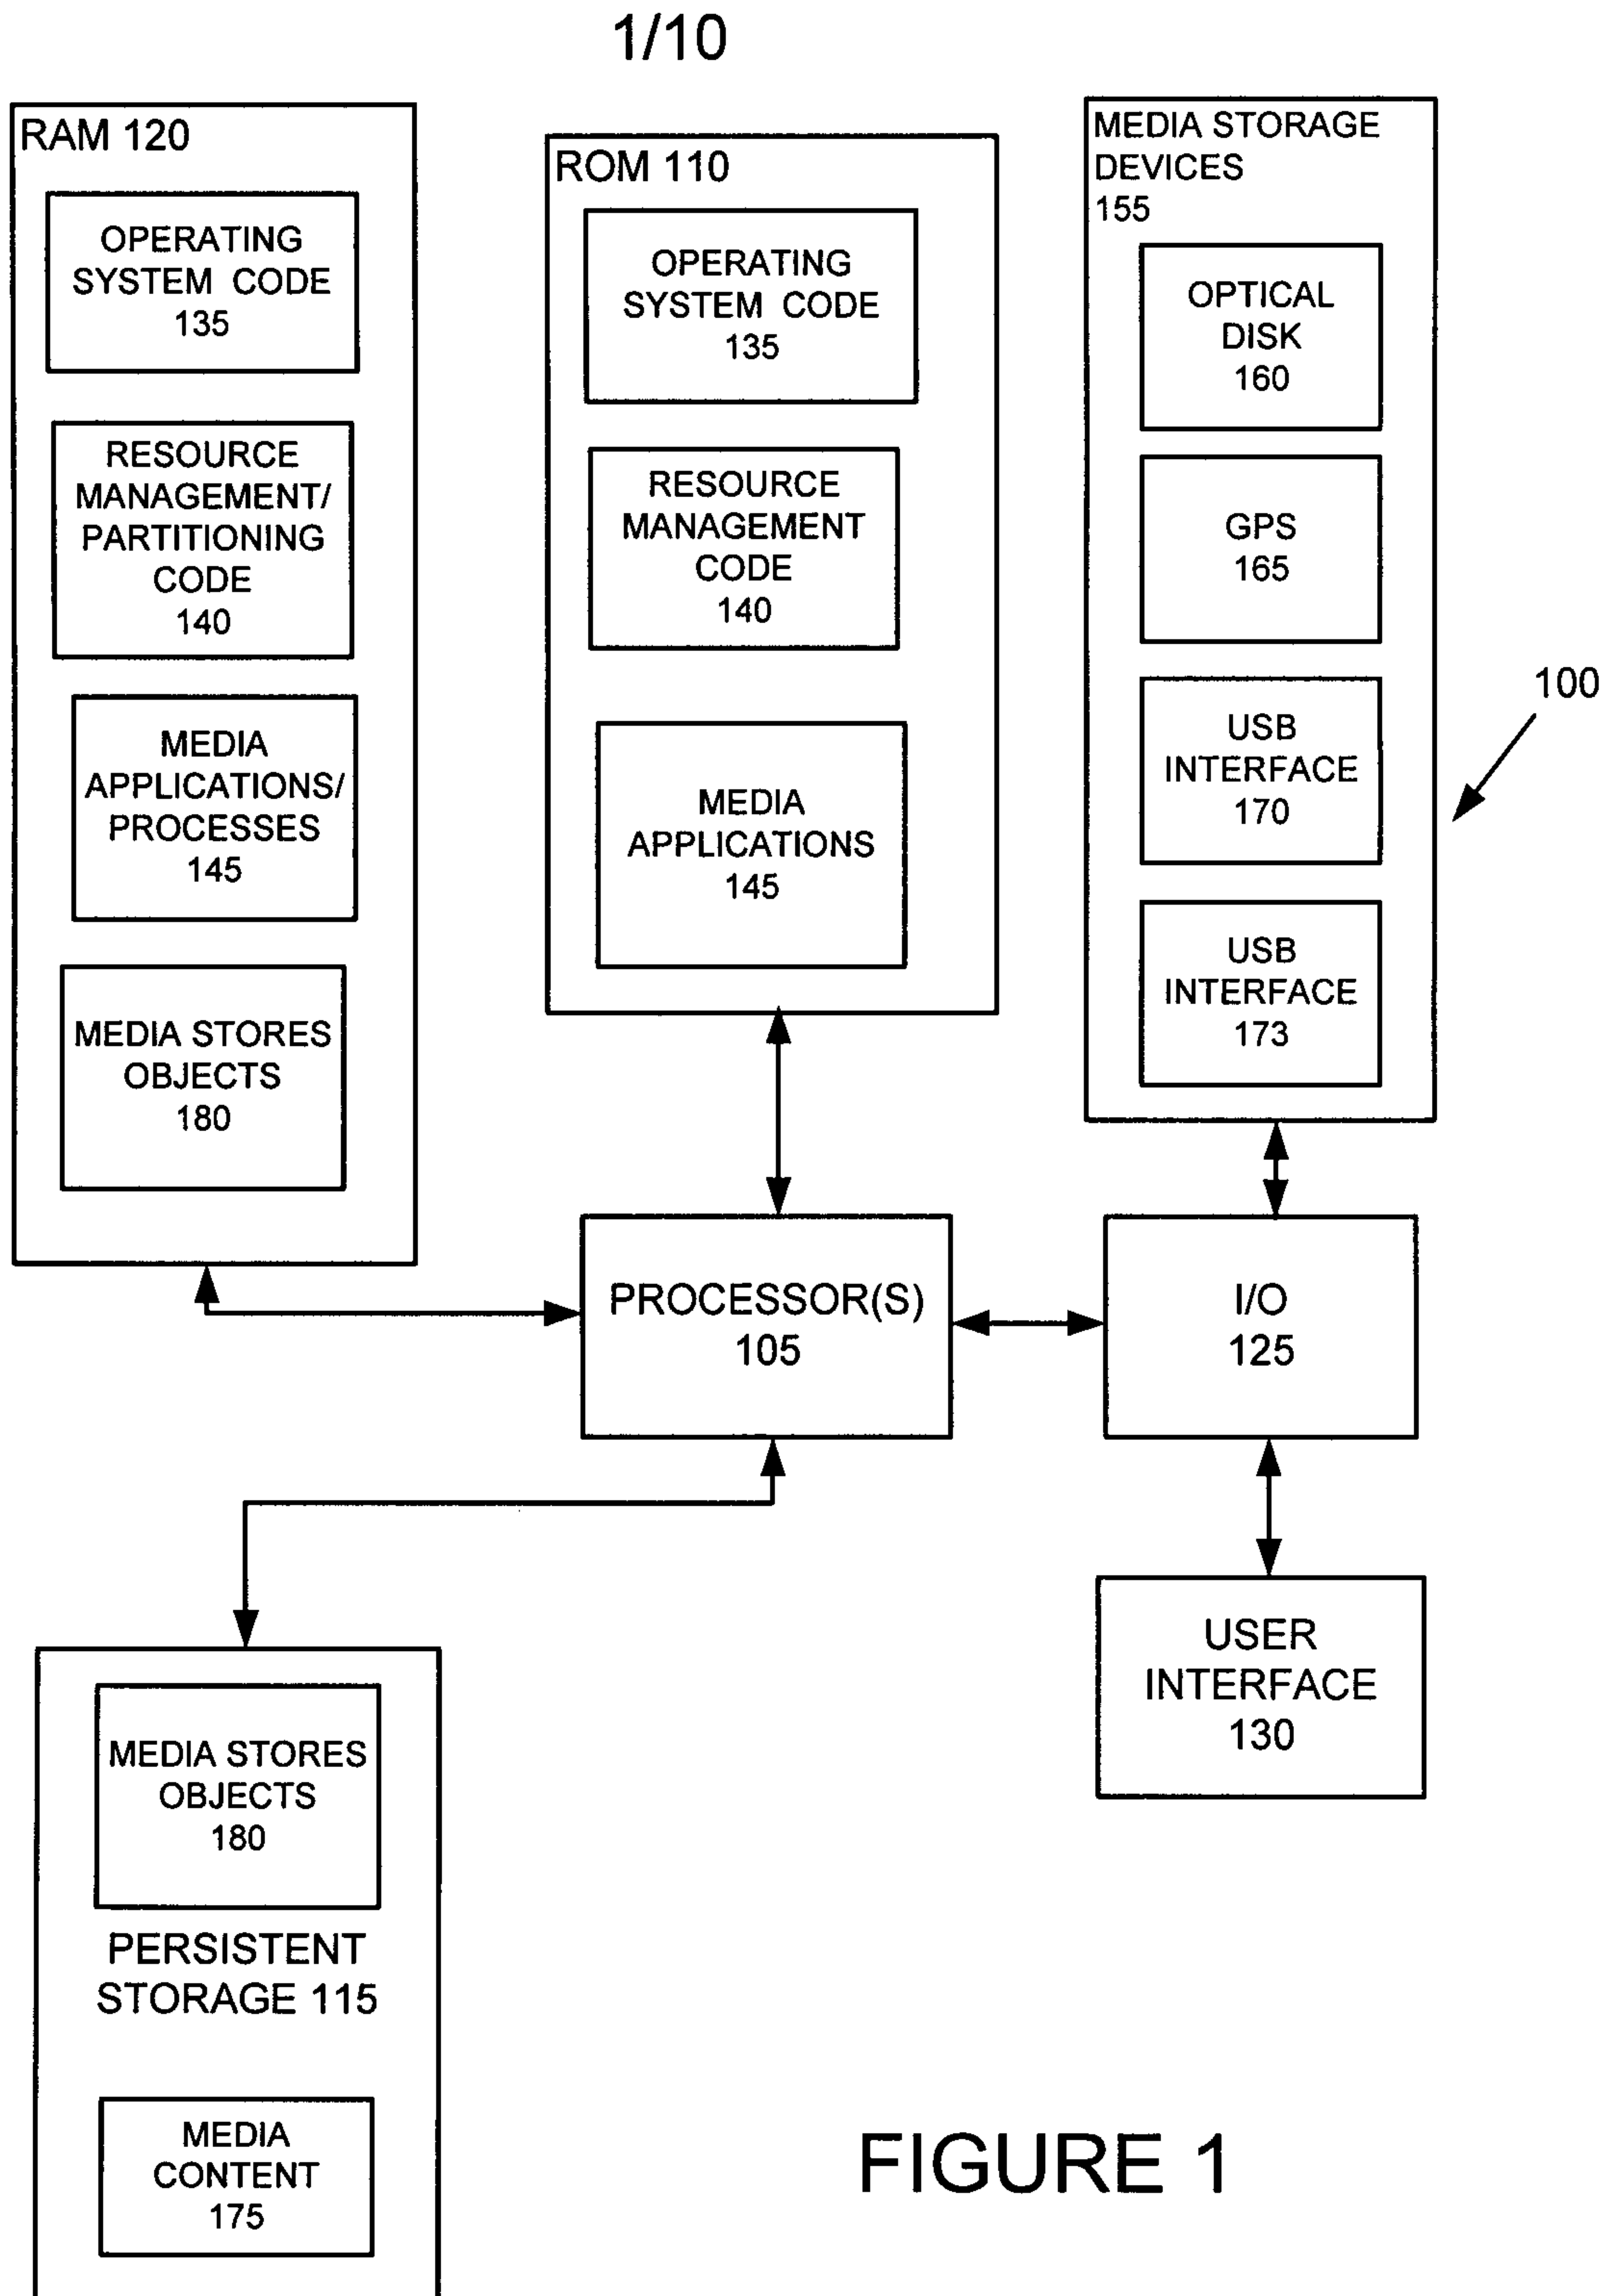 1/10
RAM 120
OPERATING
SYSTEM CODE
135
RESOURCE
MANAGEMENT/
PARTITIONING
CODE
140
MEDIA
APPLICATIONS/
PROCESSES
145
MEDIA STORES
OBJECTS
180
ROM 110
OPERATING
SYSTEM CODE
135
RESOURCE
MANAGEMENT
CODE
140
MEDIA
APPLICATIONS
145
MEDIA STORAGE
DEVICES
155
OPTICAL
DISK
160
GPS
165
USB
INTERFACE
170
USB
INTERFACE
173
100
PROCESSOR(S)
105
I/O
125
USER
INTERFACE
130
MEDIA STORES
OBJECTS
180
PERSISTENT
STORAGE 115
MEDIA
CONTENT
175
FIGURE 1